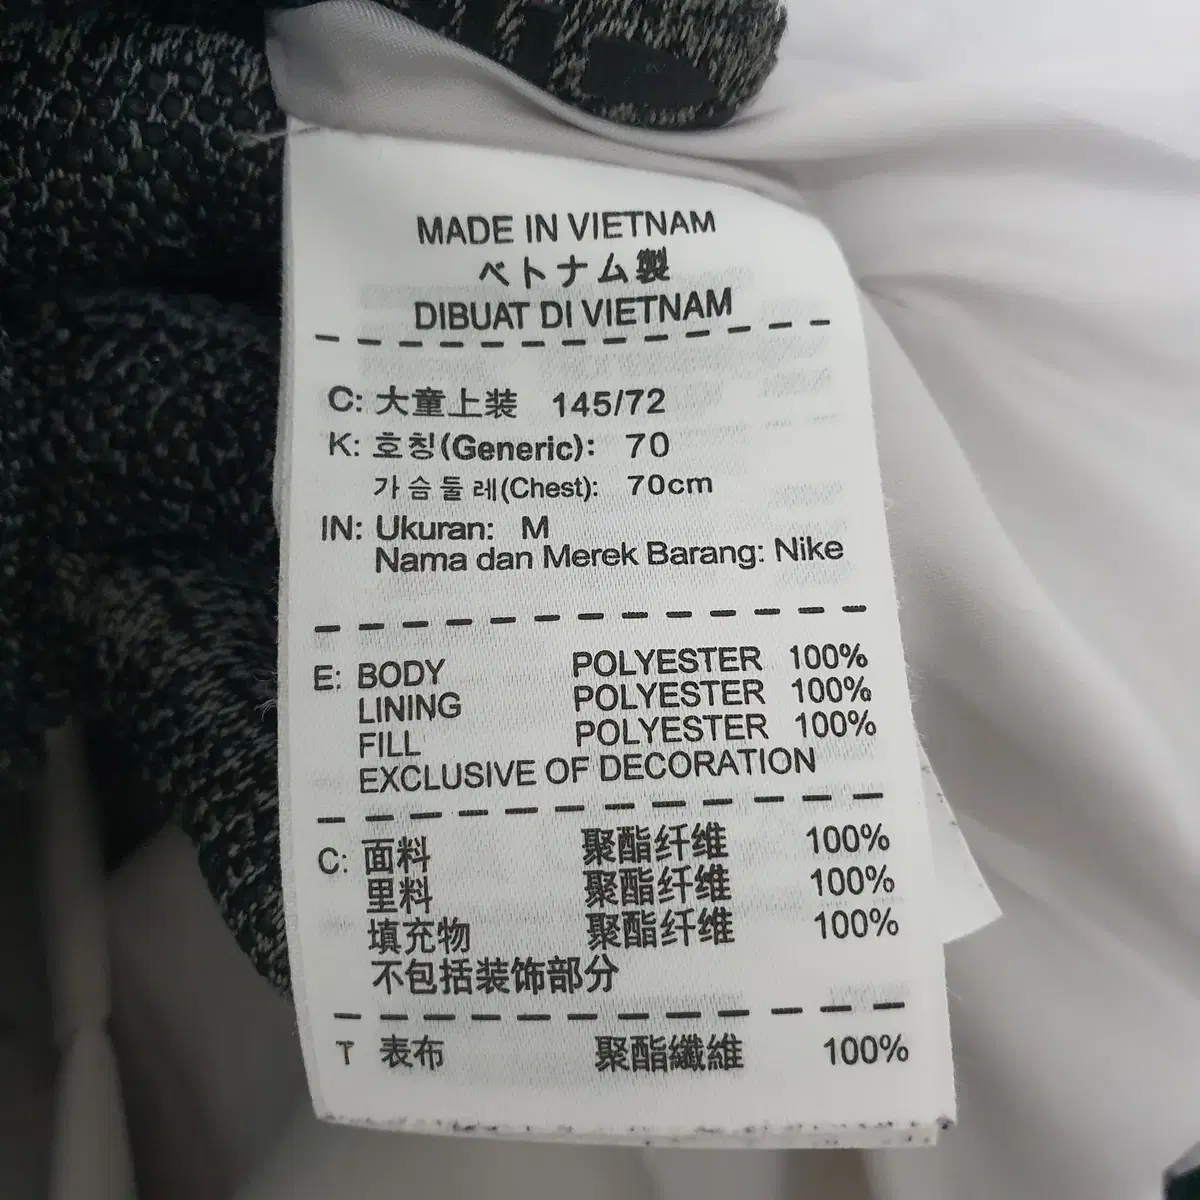 MADE IN VIETNAM
ベトナム製
DIBUAT DI VIETNAM
C: 大童上装 145/72
K: 호칭(Generic): 70
가슴둘레(Chest): 70cm
IN: Ukuran: M
Nama dan Merek Barang: Nike
E: BODY POLYESTER 100%
LINING POLYESTER 100%
FILL POLYESTER 100%
EXCLUSIVE OF DECORATION
C: 面料 聚酯纤维 100%
里料 聚酯纤维 100%
填充物 聚酯纤维 100%
不包括装饰部分
T 表布 聚酯纖維 100%